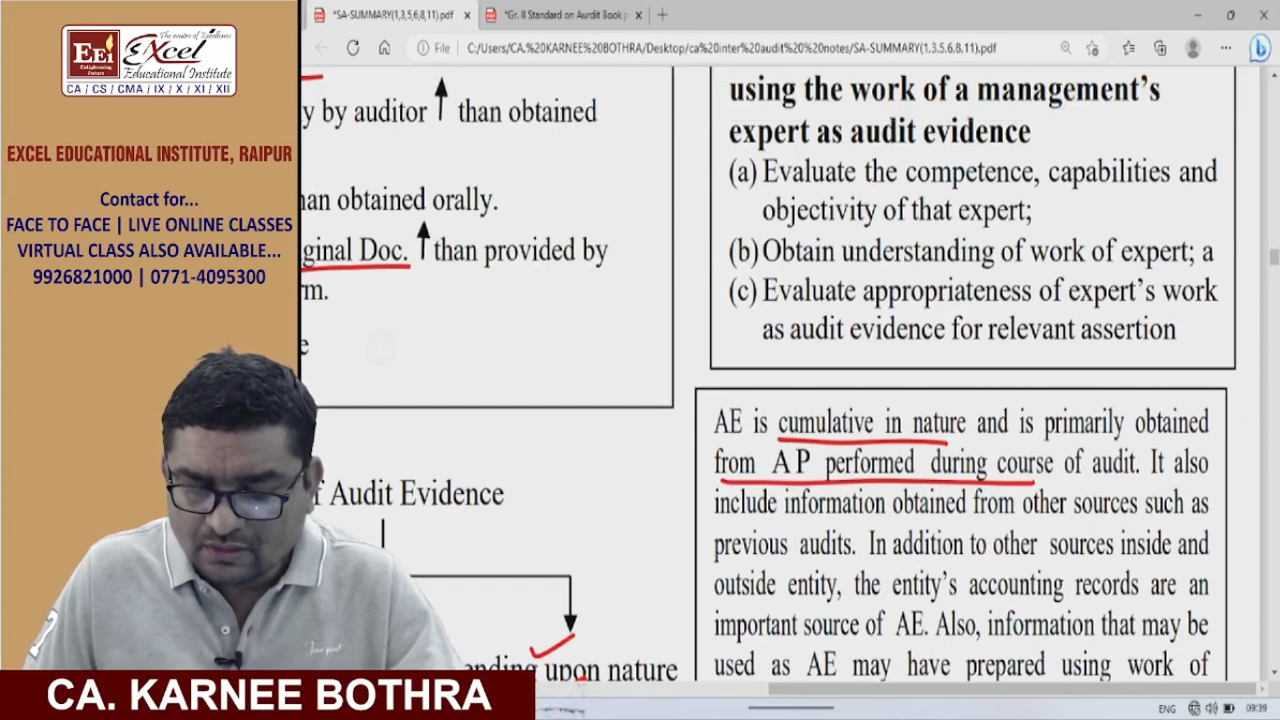 *SA-SUMMARY(1,3,5,6,8,11).pdf
*Gr. II Standard on Aurdit Book.p
File
C:/Users/CA.%20KARNEE%20BOTHRA/Desktop/ca%20inter%20audit%20%20notes/SA-SUMMARY(1,3.5.6,8,11).pdf
The centre of Excellence
EEi
Enlightening Future
Excel
Educational Institute
CA / CS / CMA / IX / X / XI / XII
EXCEL EDUCATIONAL INSTITUTE, RAIPUR
Contact for...
FACE TO FACE | LIVE ONLINE CLASSES
VIRTUAL CLASS ALSO AVAILABLE...
9926821000 | 0771-4095300
y by auditor than obtained
han obtained orally.
ginal Doc. than provided by
rm.
e
f Audit Evidence
ending upon nature
using the work of a management's
expert as audit evidence
(a) Evaluate the competence, capabilities and
objectivity of that expert;
(b) Obtain understanding of work of expert; a
(c) Evaluate appropriateness of expert's work
as audit evidence for relevant assertion
AE is cumulative in nature and is primarily obtained
from AP performed during course of audit. It also
include information obtained from other sources such as
previous audits. In addition to other sources inside and
outside entity, the entity's accounting records are an
important source of AE. Also, information that may be
used as AE may have prepared using work of
CA. KARNEE BOTHRA
ENG
09:39